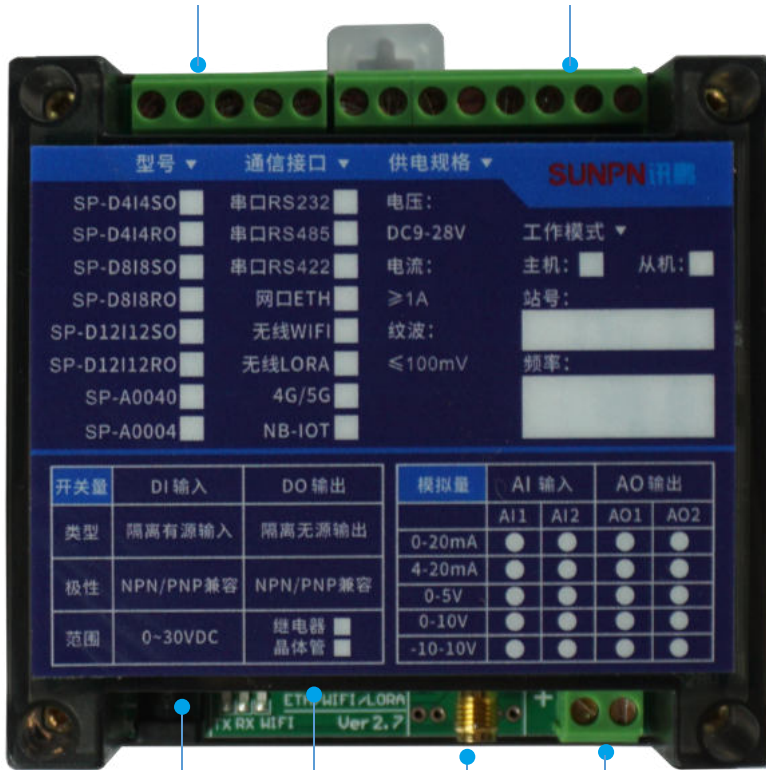 型号 ▼ 通信接口 ▼ 供电规格 ▼ SUNPN讯鹏
SP-D4I4SO 串口RS232 电压：
SP-D4I4RO 串口RS485 DC9-28V 工作模式 ▼
SP-D8I8SO 串口RS422 电流： 主机： 从机：
SP-D8I8RO 网口ETH ≥1A 站号：
SP-D12I12SO 无线WIFI 纹波：
SP-D12I12RO 无线LORA ≤100mV 频率：
SP-A0040 4G/5G
SP-A0004 NB-IOT
开关量 DI输入 DO输出
类型 隔离有源输入 隔离无源输出
极性 NPN/PNP兼容 NPN/PNP兼容
范围 0~30VDC 继电器
晶体管
模拟量 AI 输入 AO输出
AI1 AI2 AO1 AO2
0-20mA
4-20mA
0-5V
0-10V
-10-10V
ETH WIFI/LORA +
TX RX WIFI Ver2.7